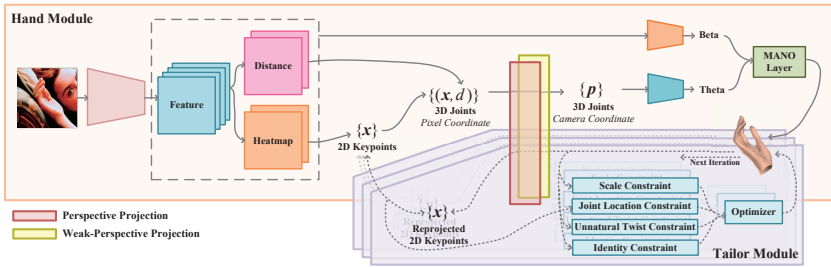 Hand Module
Feature
Distance
Heatmap
{x}
2D Keypoints
{(x, d)}
3D Joints
Pixel Coordinate
{p}
3D Joints
Camera Coordinate
Beta
Theta
MANO
Layer
Next Iteration
{x}
Reprojected
2D Keypoints
Scale Constraint
Joint Location Constraint
Unnatural Twist Constraint
Identity Constraint
Optimizer
Tailor Module
Perspective Projection
Weak-Perspective Projection